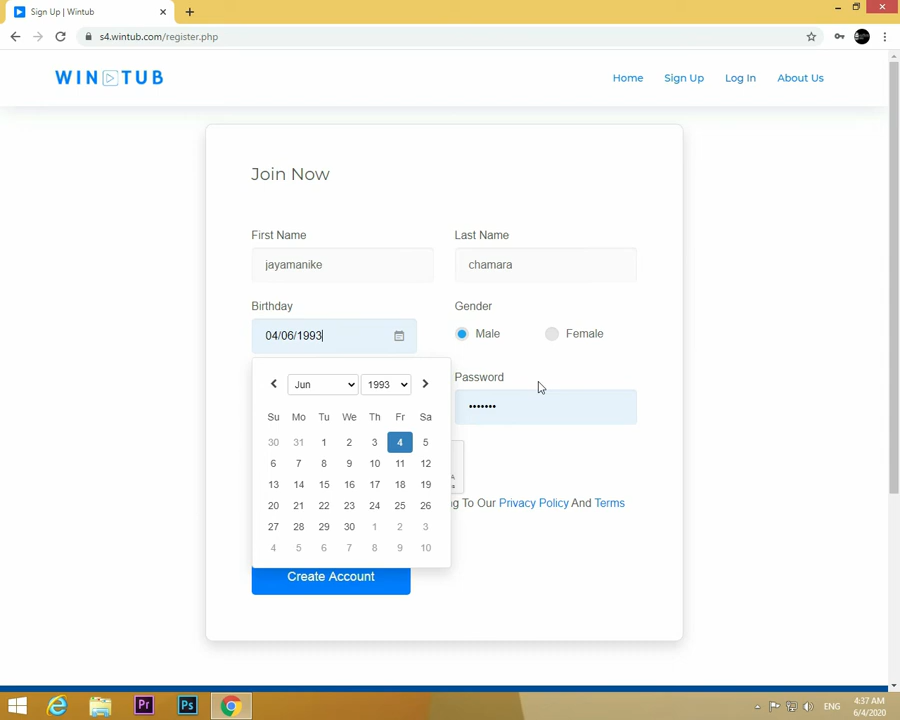 Sign Up | Wintub
s4.wintub.com/register.php
WIN TUB
Home Sign Up Log In About Us
Join Now
First Name Last Name
jayamanike chamara
Birthday Gender
04/06/1993 Male Female
Jun 1993
Password
Su Mo Tu We Th Fr Sa
•••••••
30 31 1 2 3 4 5
6 7 8 9 10 11 12
13 14 15 16 17 18 19
20 21 22 23 24 25 26
g To Our Privacy Policy And Terms
27 28 29 30 1 2 3
4 5 6 7 8 9 10
Create Account
Pr Ps
ENG
4:37 AM
6/4/2020